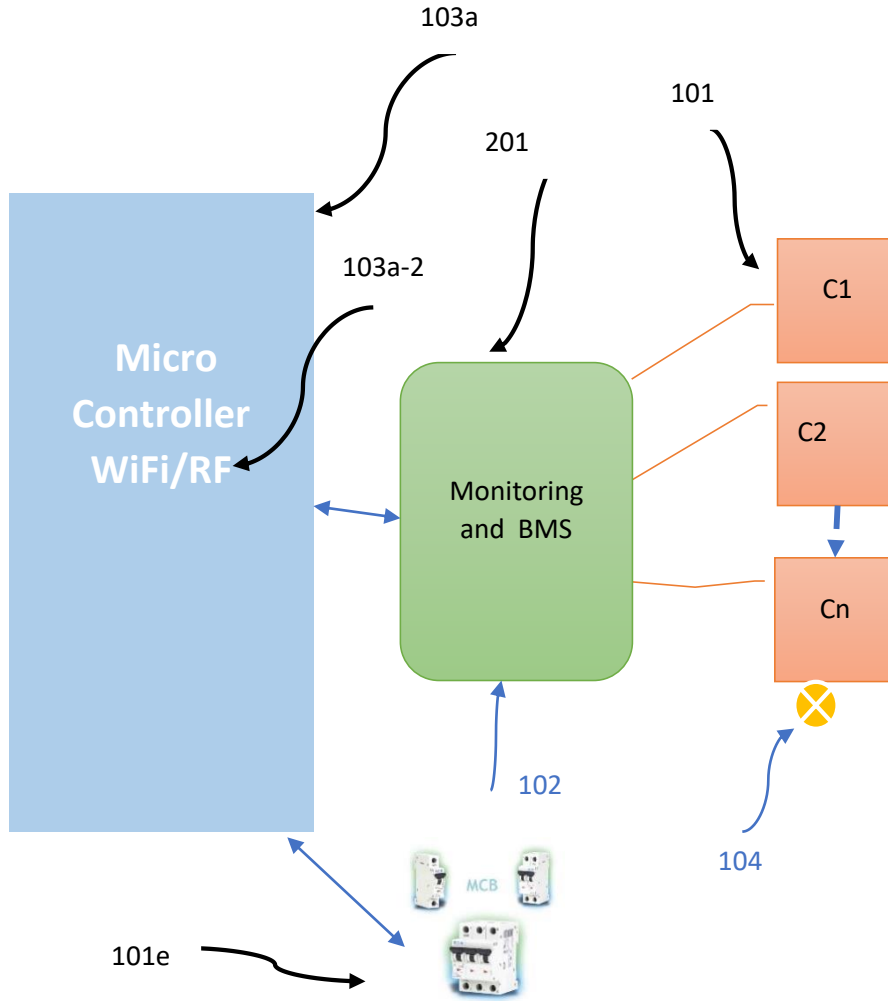 103a
101
201
103a-2
C1
Micro
Controller
WiFi/RF
C2
Monitoring
and BMS
Cn
102
104
MCB
101e